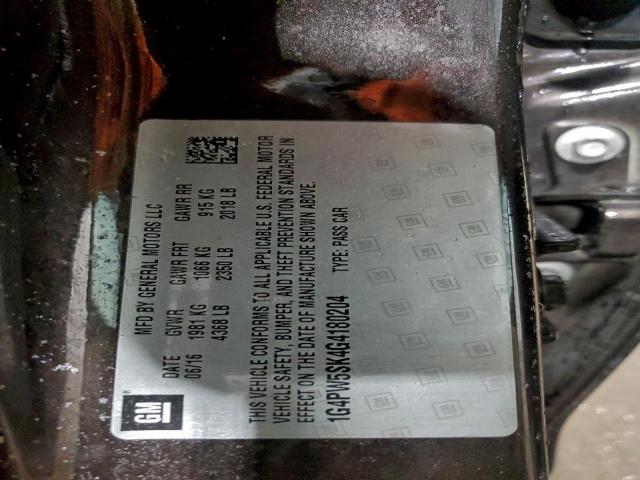 GM
MFD BY GENERAL MOTORS LLC
DATE GVWR GAWR FRT GAWR RR
06/16 1981 KG 1066 KG 915 KG
4368 LB 2350 LB 2018 LB
THIS VEHICLE CONFORMS TO ALL APPLICABLE U.S. FEDERAL MOTOR
VEHICLE SAFETY, BUMPER, AND THEFT PREVENTION STANDARDS IN
EFFECT ON THE DATE OF MANUFACTURE SHOWN ABOVE.
1G4PW5SK4G4180204 TYPE: PASS CAR